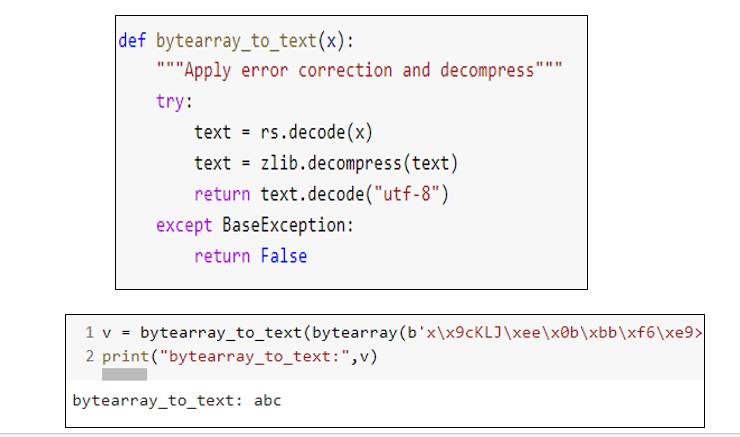 def bytearray_to_text(x):
"""Apply error correction and decompress"""
try:
text = rs.decode(x)
text = zlib.decompress(text)
return text.decode("utf-8")
except BaseException:
return False
1 v = bytearray_to_text(bytearray(b'x\x9cKLJ\xee\x0b\xbb\xf6\xe9>
2 print("bytearray_to_text:",v)
bytearray_to_text: abc